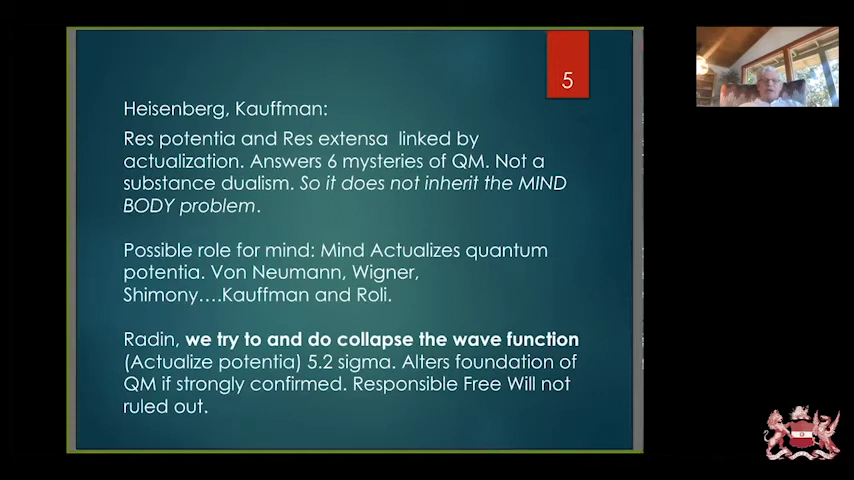 5
Heisenberg, Kauffman:
Res potentia and Res extensa linked by
actualization. Answers 6 mysteries of QM. Not a
substance dualism. So it does not inherit the MIND
BODY problem.
Possible role for mind: Mind Actualizes quantum
potentia. Von Neumann, Wigner,
Shimony....Kauffman and Roli.
Radin, we try to and do collapse the wave function
(Actualize potentia) 5.2 sigma. Alters foundation of
QM if strongly confirmed. Responsible Free Will not
ruled out.